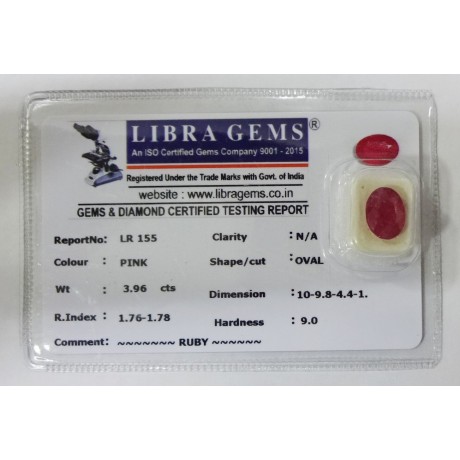 LIBRA GEMS ®
An ISO Certified Gems Company 9001 - 2015
Registered Under the Trade Marks with Govt. of India
website : www.libragems.co.in
GEMS & DIAMOND CERTIFIED TESTING REPORT
ReportNo: LR 155 Clarity : N/A
Colour : PINK Shape/cut : OVAL
Wt : 3.96 cts Dimension : 10-9.8-4.4-1.
R.Index : 1.76-1.78 Hardness : 9.0
Comment: ~~~~~~~ RUBY ~~~~~~